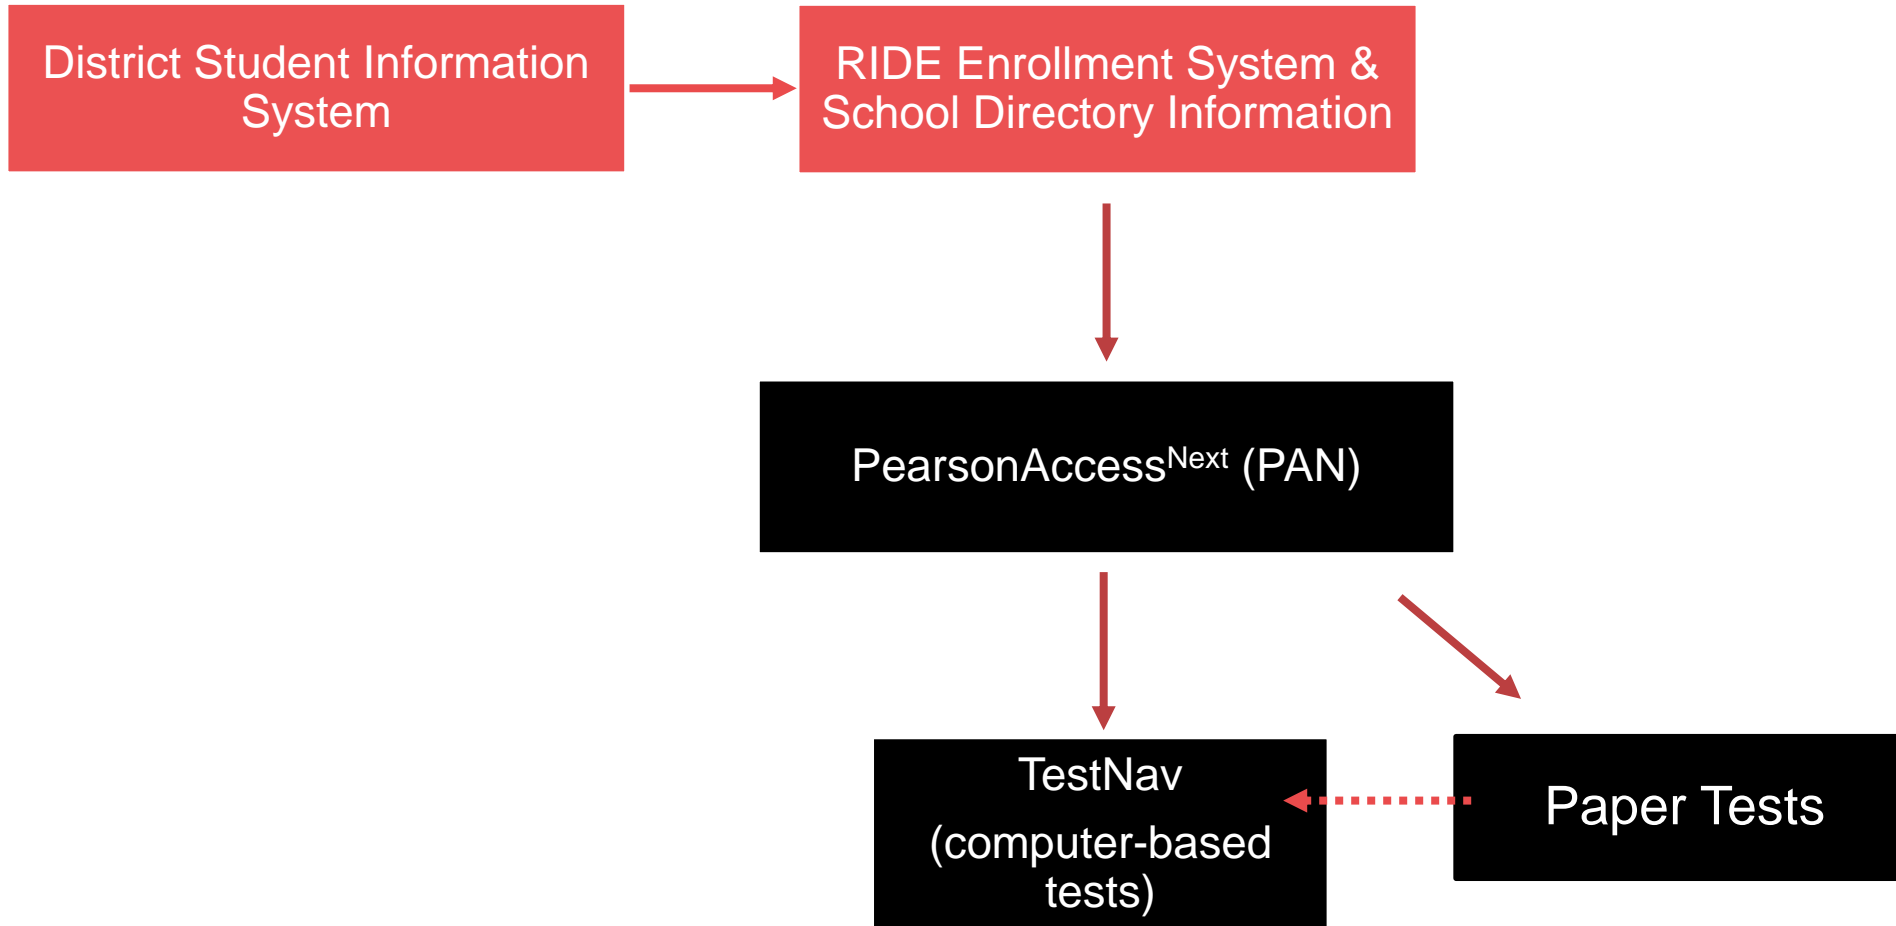 District Student Information
System
RIDE Enrollment System &
School Directory Information
PearsonAccessNext (PAN)
TestNav
(computer-based
tests)
Paper Tests